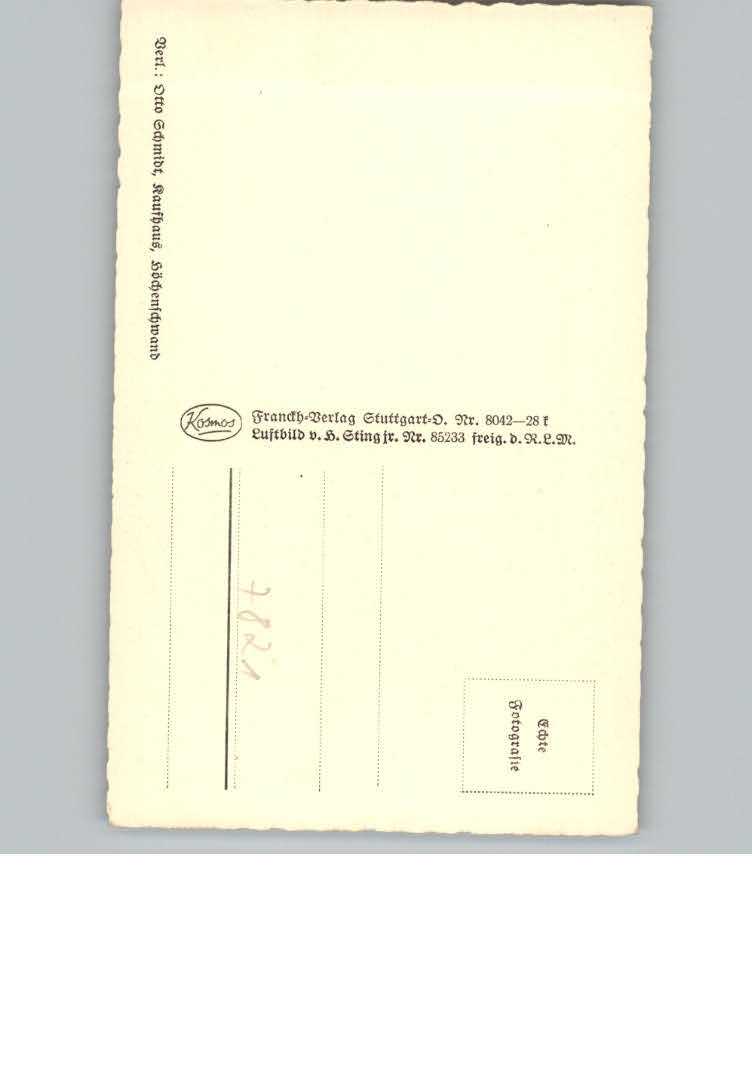 Verl.: Otto Schmidt, Kaufhaus, Höchenschwand
Kosmos
Franckh-Verlag Stuttgart-O. Nr. 8042—28 f
Luftbild v. H. Sting jr. Nr. 85233 freig. d. R.L.M.
7821
Echte
Fotografie